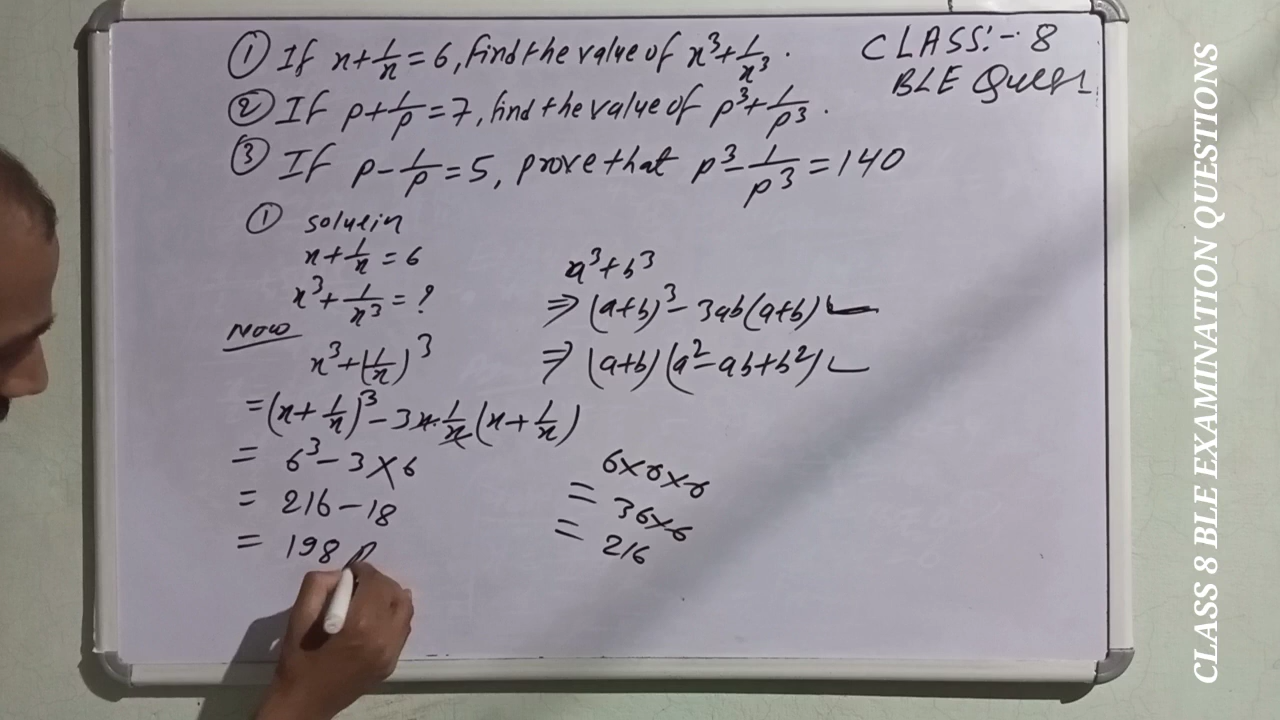 ① If x+1/x=6, find the value of x³+1/x³.
② If p+1/p=7, find the value of p³+1/p³.
③ If p-1/p=5, prove that p³-1/p³=140
CLASS:- 8
BLE Ques
① soluein
x+1/x=6
x³+1/x³=?
Now
x³+(1/x)³
=(x+1/x)³-3x·1/x(x+1/x)
= 6³-3×6
= 216-18
= 198
a³+b³
⇒(a+b)³-3ab(a+b)
⇒(a+b)(a²-ab+b²)
6×6×6
= 36×6
= 216
CLASS 8 BLE EXAMINATION QUESTIONS